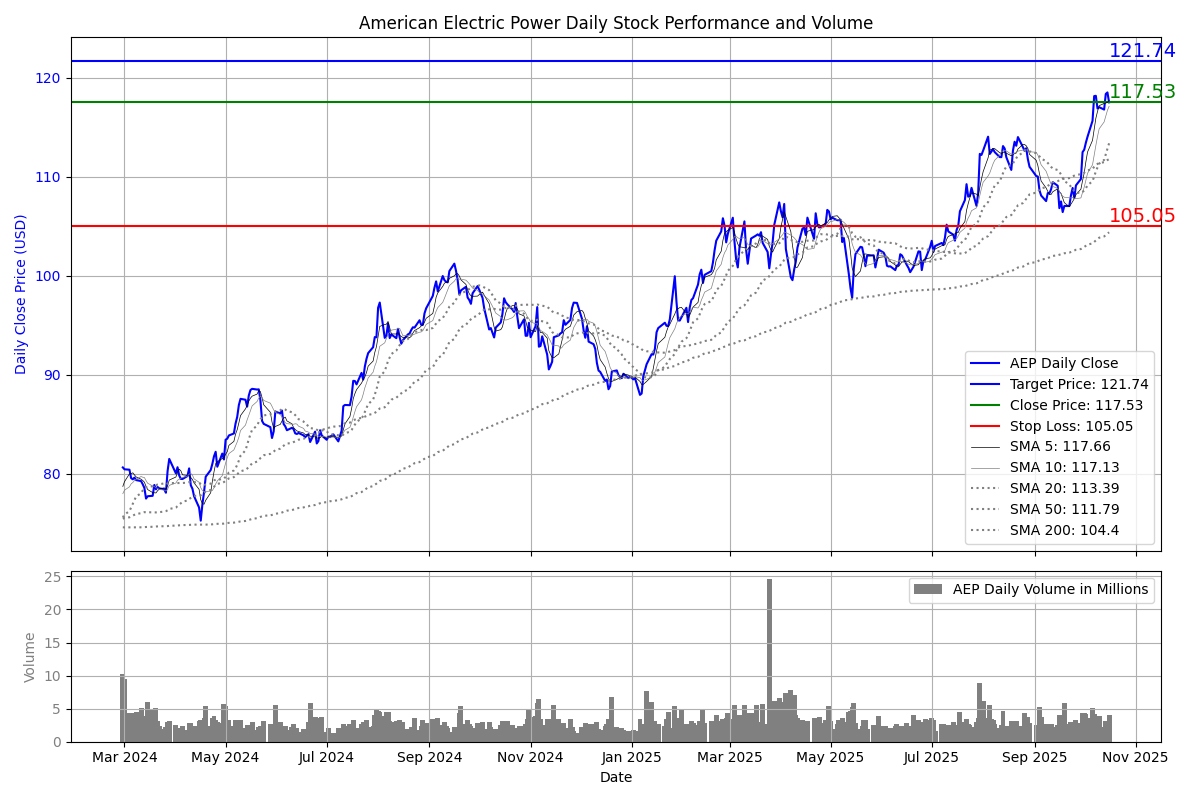 American Electric Power Daily Stock Performance and Volume
121.74
120
117.53
110
105.05
100
90
80
Daily Close Price (USD)
AEP Daily Close
Target Price: 121.74
Close Price: 117.53
Stop Loss: 105.05
SMA 5: 117.66
SMA 10: 117.13
SMA 20: 113.39
SMA 50: 111.79
SMA 200: 104.4
25
20
15
10
5
0
Volume
AEP Daily Volume in Millions
Mar 2024 May 2024 Jul 2024 Sep 2024 Nov 2024 Jan 2025 Mar 2025 May 2025 Jul 2025 Sep 2025 Nov 2025
Date